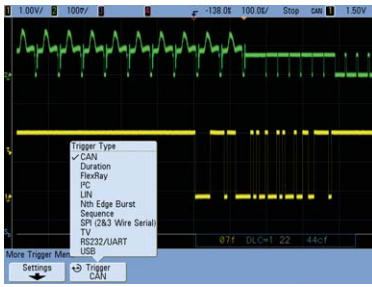 1 1.00V/ 2 100▽/ 3 4 -138.0% 100.0%/ Stop CAN 1 1.50V
Trigger Type
✓ CAN
Duration
FlexRay
I²C
LIN
Nth Edge Burst
Sequence
SPI (2&3 Wire Serial)
TV
RS232/UART
USB
07f DLC=1 22 44cf
More Trigger Men
Settings
Trigger
CAN